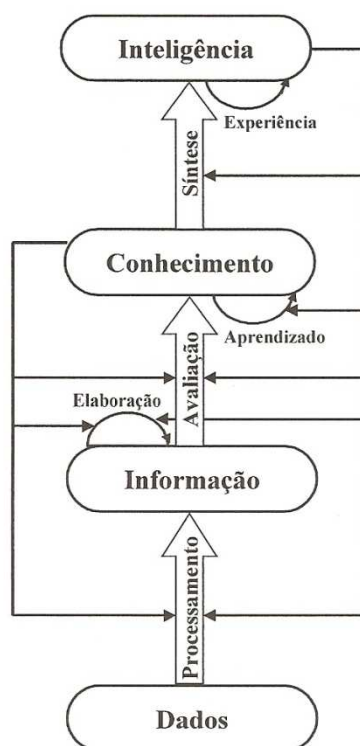 Inteligência
Experiência
Síntese
Conhecimento
Aprendizado
Avaliação
Elaboração
Informação
Processamento
Dados